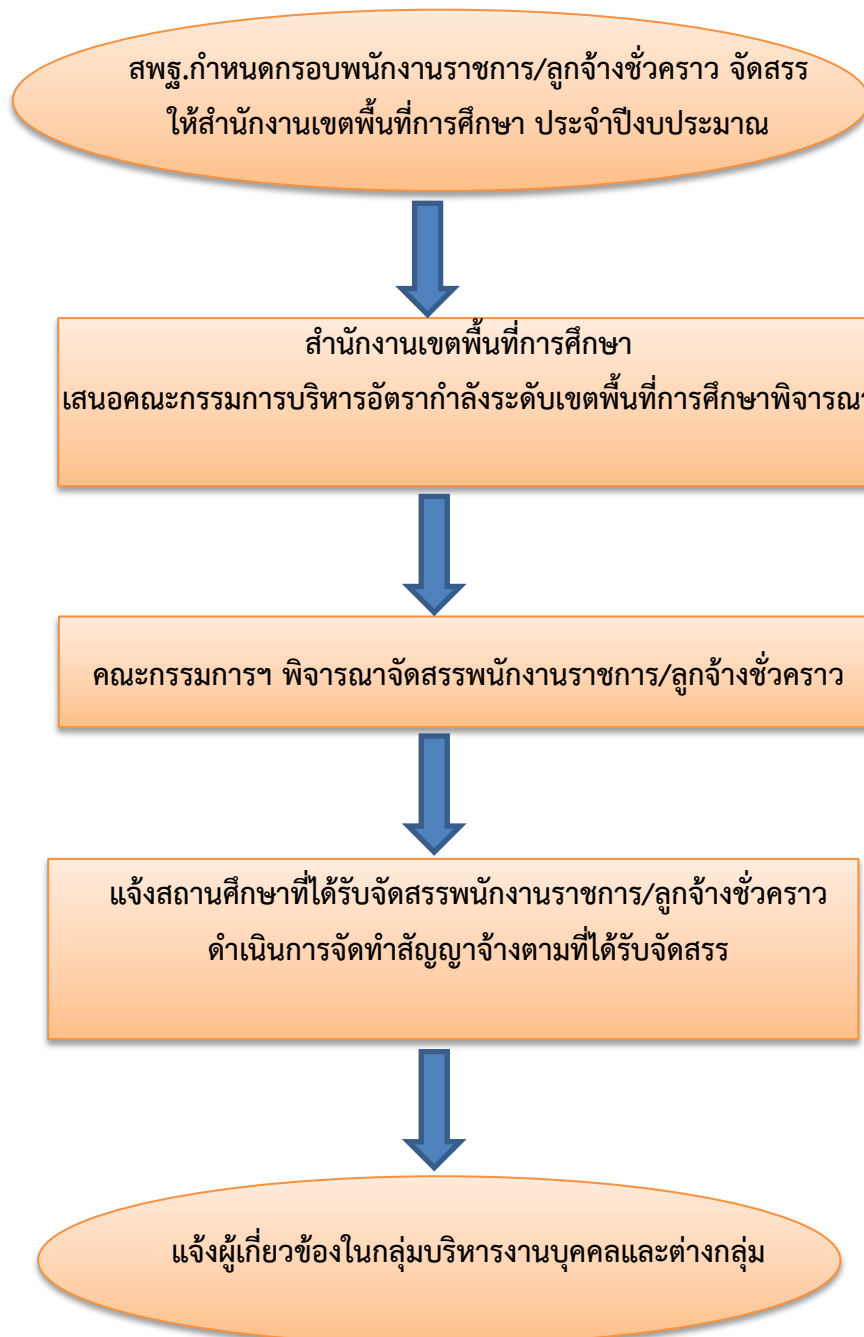 สพฐ.กำหนดกรอบพนักงานราชการ/ลูกจ้างชั่วคราว จัดสรร
ให้สำนักงานเขตพื้นที่การศึกษา ประจำปีงบประมาณ
สำนักงานเขตพื้นที่การศึกษา
เสนอคณะกรรมการบริหารอัตรากำลังระดับเขตพื้นที่การศึกษาพิจารณา
คณะกรรมการฯ พิจารณาจัดสรรพนักงานราชการ/ลูกจ้างชั่วคราว
แจ้งสถานศึกษาที่ได้รับจัดสรรพนักงานราชการ/ลูกจ้างชั่วคราว
ดำเนินการจัดทำสัญญาจ้างตามที่ได้รับจัดสรร
แจ้งผู้เกี่ยวข้องในกลุ่มบริหารงานบุคคลและต่างกลุ่ม